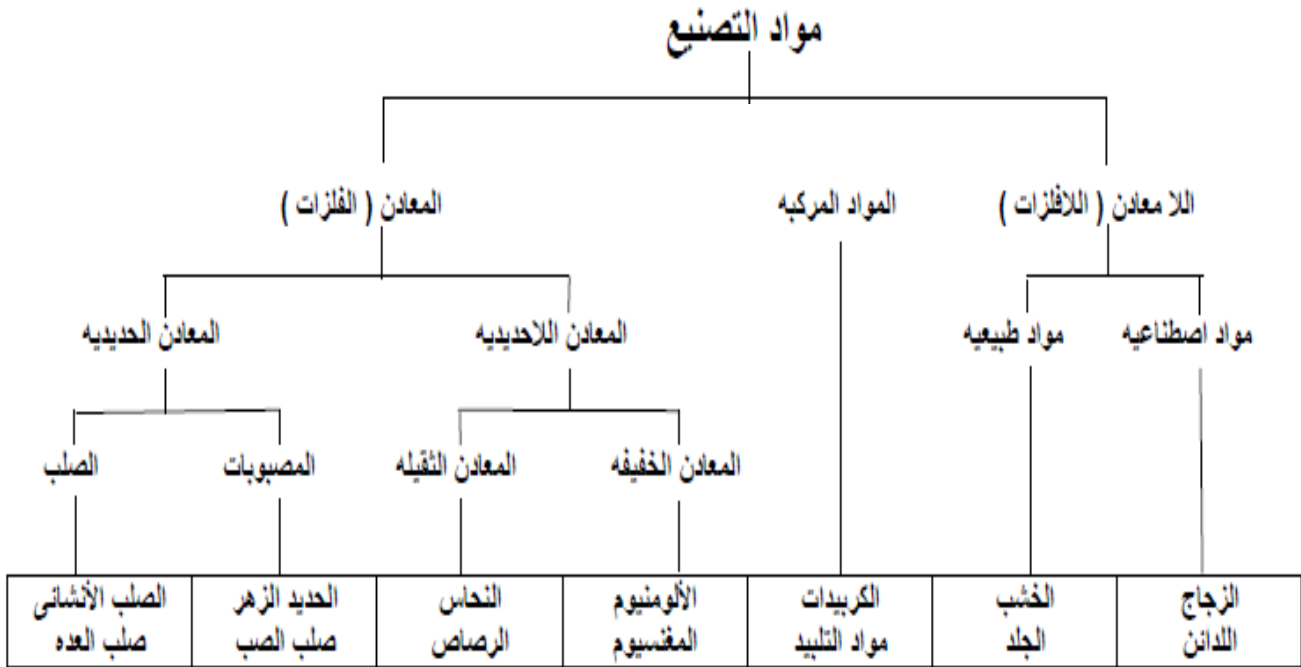 مواد التصنيع
اللا معادن ( اللافلزات )
المواد المركبه
المعادن ( الفلزات )
مواد اصطناعيه
مواد طبيعيه
المعادن اللاحديديه
المعادن الحديديه
المعادن الخفيفه
المعادن الثقيله
المصبوبات
الصلب
الزجاج
اللدائن
الخشب
الجلد
الكربيدات
مواد التلبيد
الألومنيوم
المغنسيوم
النحاس
الرصاص
الحديد الزهر
صلب الصب
الصلب الأنشانى
صلب العده